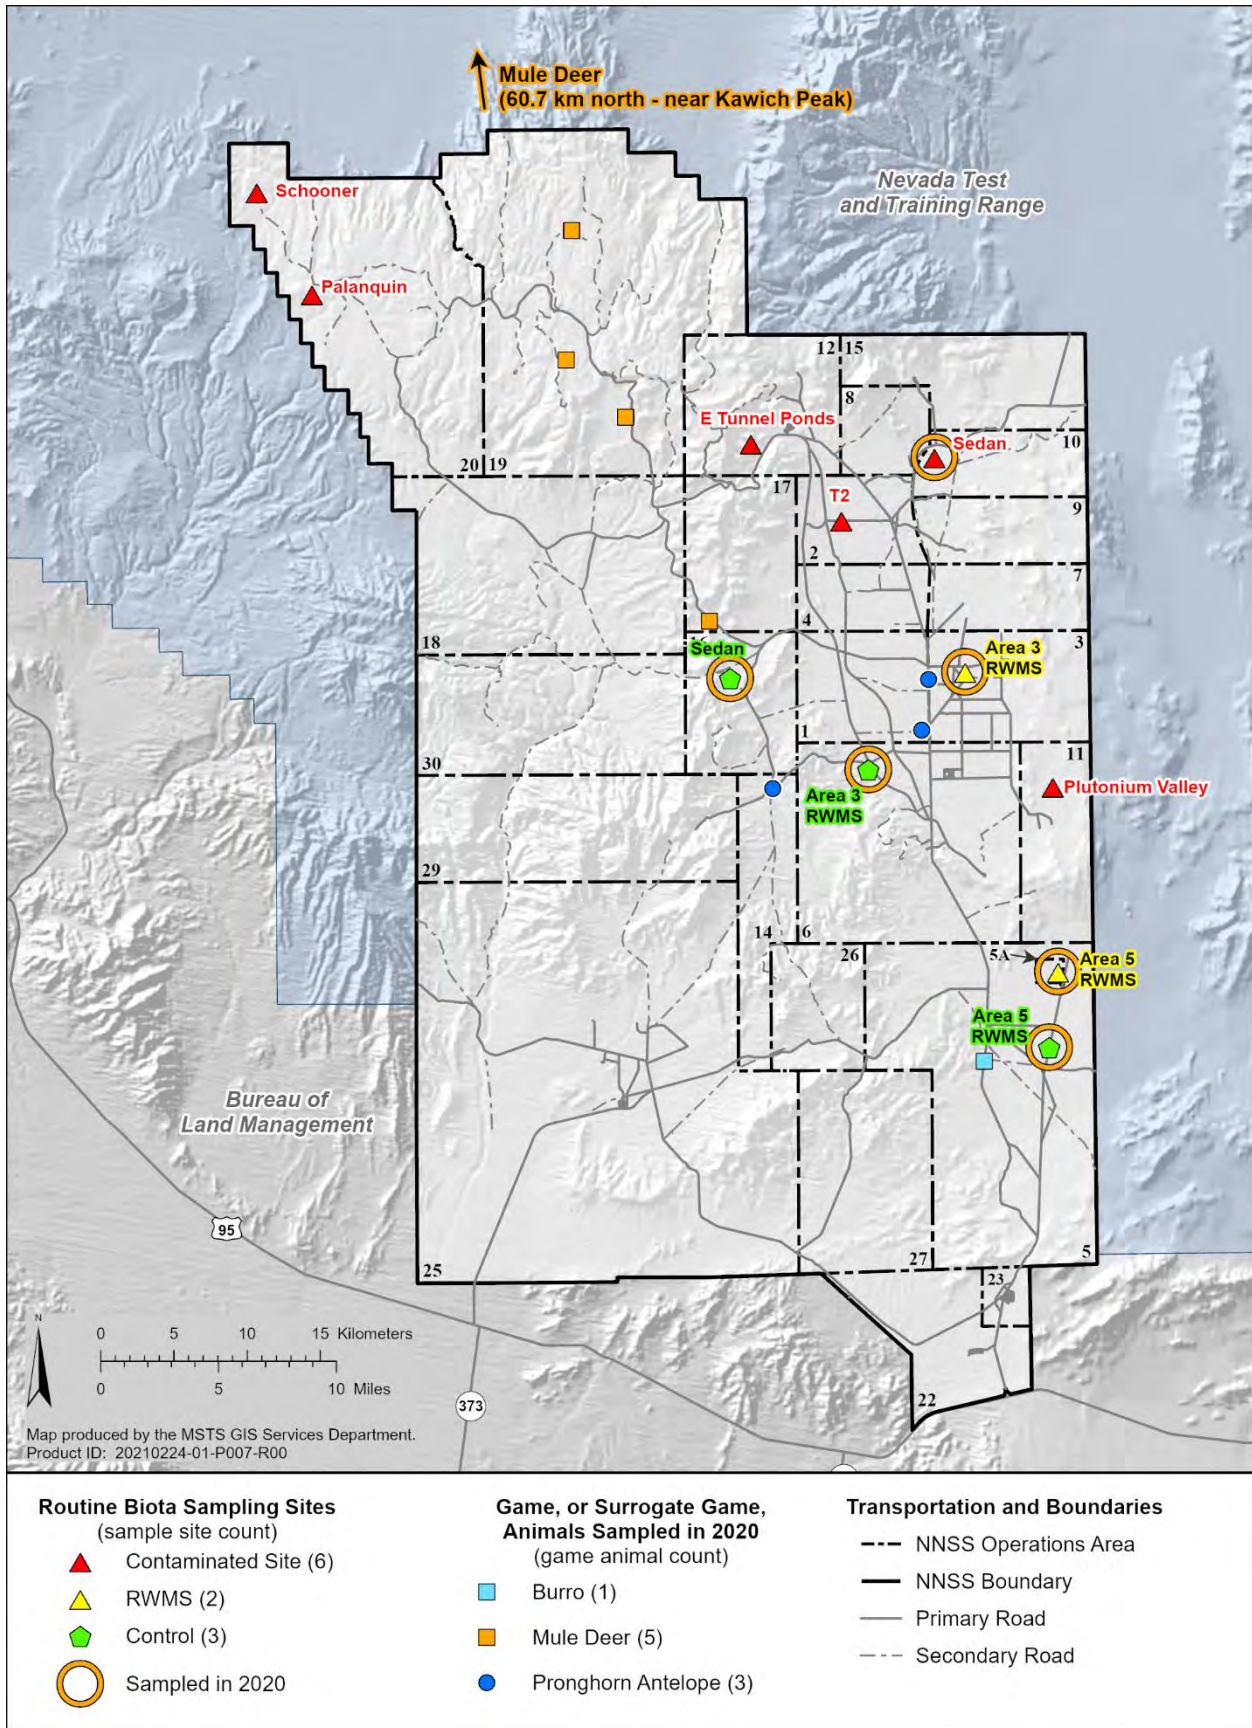 Mule Deer
(60.7 km north - near Kawich Peak)
Nevada Test
and Training Range
Schooner
Palanquin
12
15
8
E Tunnel Ponds
Sedan
10
20
19
17
T2
9
2
7
4
3
18
16
Sedan
Area 3
RWMS
1
11
30
Area 3
RWMS
Plutonium Valley
29
14
6
26
5A
Area 5
RWMS
Area 5
RWMS
Bureau of
Land Management
95
25
27
5
23
22
373
N
0 5 10 15 Kilometers
0 5 10 Miles
Map produced by the MSTS GIS Services Department.
Product ID: 20210224-01-P007-R00
Routine Biota Sampling Sites
(sample site count)
Contaminated Site (6)
RWMS (2)
Control (3)
Sampled in 2020
Game, or Surrogate Game,
Animals Sampled in 2020
(game animal count)
Burro (1)
Mule Deer (5)
Pronghorn Antelope (3)
Transportation and Boundaries
NNSS Operations Area
NNSS Boundary
Primary Road
Secondary Road